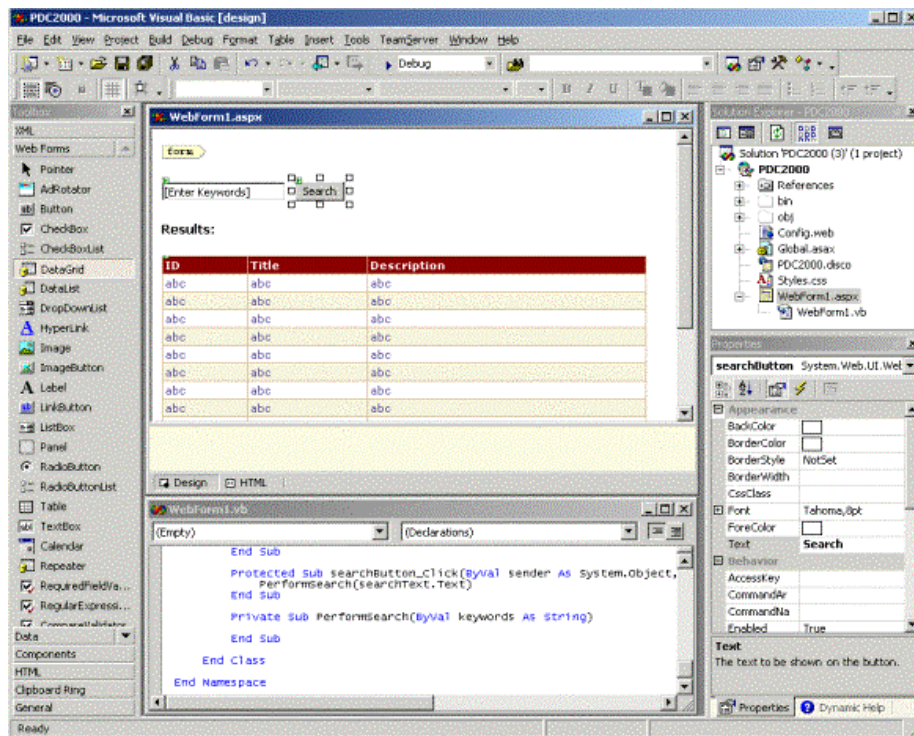 PDC2000 - Microsoft Visual Basic [design]
File Edit View Project Build Debug Format Table Insert Tools TeamServer Window Help
Debug
B I U
Toolbox
XML
Web Forms
Pointer
AdRotator
Button
CheckBox
CheckBoxList
DataGrid
DataList
DropDownList
HyperLink
Image
ImageButton
Label
LinkButton
ListBox
Panel
RadioButton
RadioButtonList
Table
TextBox
Calendar
Repeater
RequiredFieldVa...
RegularExpressi...
CompareValidator
Data
Components
HTML
Clipboard Ring
General
WebForm1.aspx
form
[Enter Keywords] Search
Results:
ID Title Description
abc abc abc
abc abc abc
abc abc abc
abc abc abc
abc abc abc
abc abc abc
abc abc abc
abc abc abc
Design HTML
WebForm1.vb
(Empty) (Declarations)
End Sub
Protected Sub searchButton_Click(ByVal sender As System.Object,
PerformSearch(searchText.Text)
End Sub
Private Sub PerformSearch(ByVal keywords As String)
End Sub
End Class
End Namespace
Solution Explorer - PDC2000
Solution 'PDC2000 (3)' (1 project)
PDC2000
References
bin
obj
Config.web
Global.asax
PDC2000.disco
Styles.css
WebForm1.aspx
WebForm1.vb
Properties
searchButton System.Web.UI.Wel
Appearance
BackColor
BorderColor
BorderStyle NotSet
BorderWidth
CssClass
Font Tahoma,8pt
ForeColor
Text Search
Behavior
AccessKey
CommandAr
CommandNa
Enabled True
Text
The text to be shown on the button.
Properties Dynamic Help
Ready